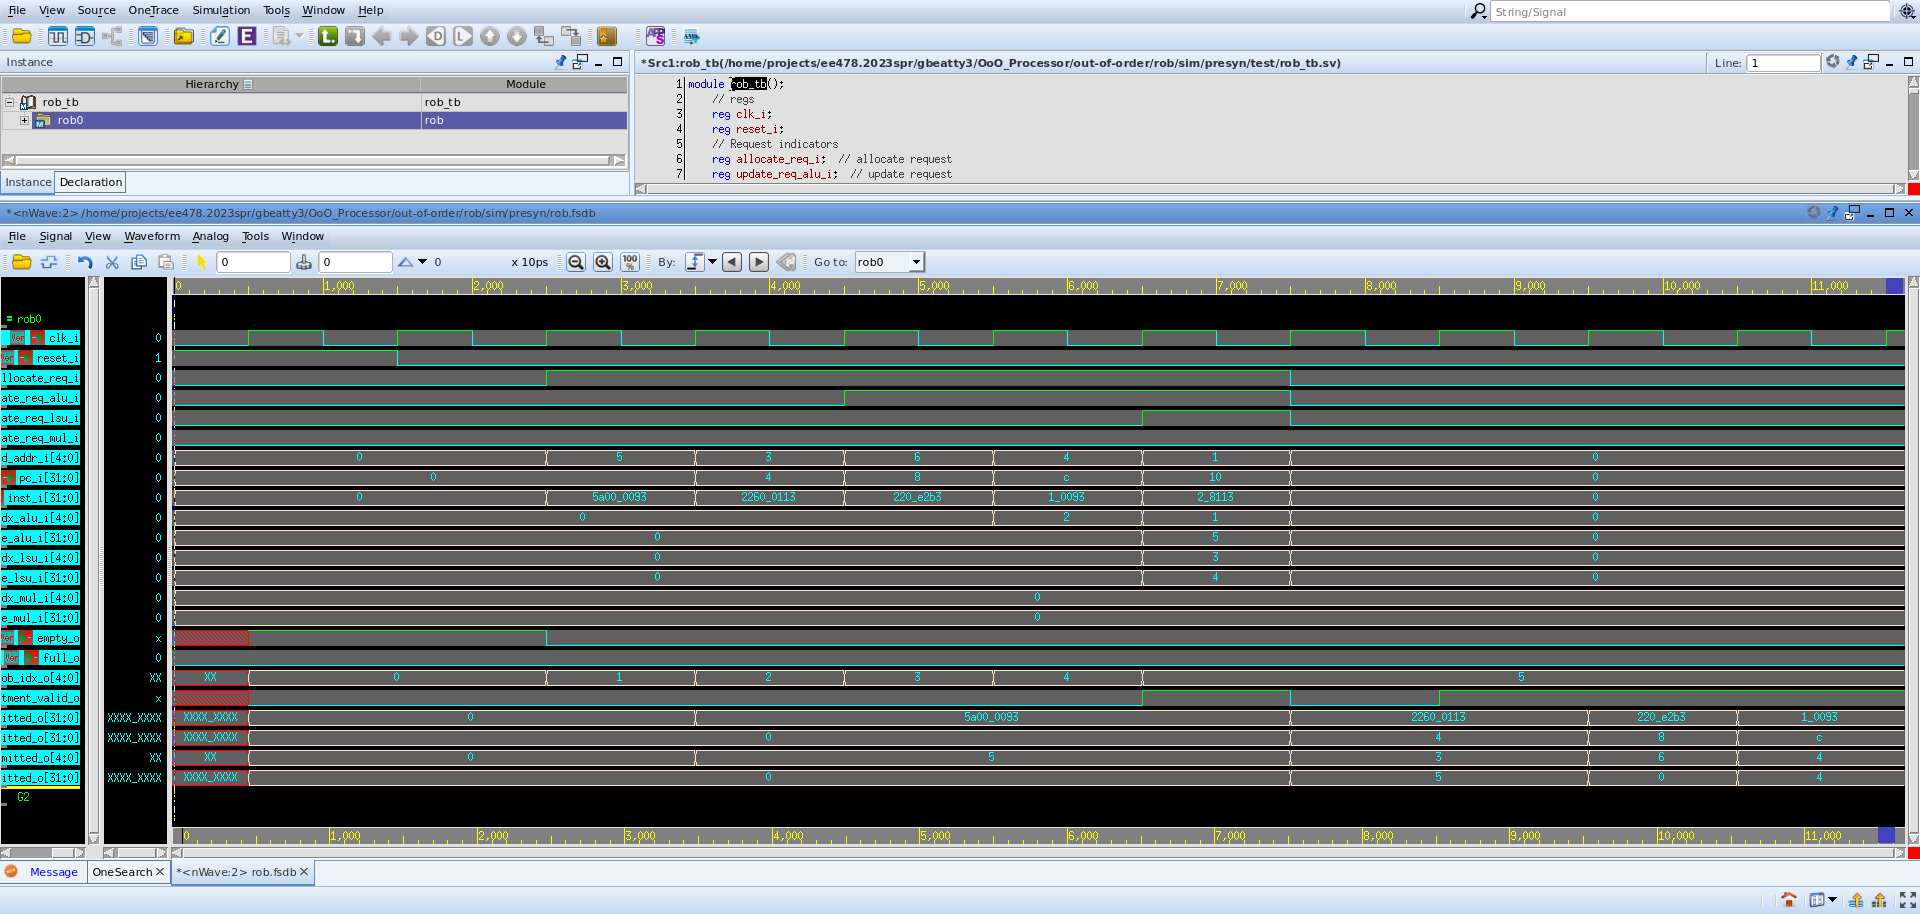 File View Source OneTrace Simulation Tools Window Help
String/Signal
Instance
Hierarchy Module
rob_tb rob_tb
rob0 rob
Instance Declaration
*Src1:rob_tb(/home/projects/ee478.2023spr/gbeatty3/OoO_Processor/out-of-order/rob/sim/presyn/test/rob_tb.sv)
Line: 1
1 module rob_tb();
2 // regs
3 reg clk_i;
4 reg reset_i;
5 // Request indicators
6 reg allocate_req_i; // allocate request
7 reg update_req_alu_i; // update request
*<nWave:2> /home/projects/ee478.2023spr/gbeatty3/OoO_Processor/out-of-order/rob/sim/presyn/rob.fsdb
File Signal View Waveform Analog Tools Window
0 0 0 x 10ps 100% By: Go to: rob0
0 1,000 2,000 3,000 4,000 5,000 6,000 7,000 8,000 9,000 10,000 11,000
= rob0
clk_i 0
reset_i 1
llocate_req_i 0
ate_req_alu_i 0
ate_req_lsu_i 0
ate_req_mul_i 0
d_addr_i[4:0] 0 0 5 3 6 4 1 0
pc_i[31:0] 0 0 4 8 c 10 0
inst_i[31:0] 0 0 5a00_0093 2260_0113 220_e2b3 1_0093 2_8113 0
dx_alu_i[4:0] 0 0 2 1 0
e_alu_i[31:0] 0 0 5 0
dx_lsu_i[4:0] 0 0 3 0
e_lsu_i[31:0] 0 0 4 0
dx_mul_i[4:0] 0 0
e_mul_i[31:0] 0 0
empty_o x
full_o 0
ob_idx_o[4:0] XX XX 0 1 2 3 4 5
tment_valid_o x
itted_o[31:0] XXXX_XXXX XXXX_XXXX 0 5a00_0093 2260_0113 220_e2b3 1_0093
itted_o[31:0] XXXX_XXXX XXXX_XXXX 0 4 8 c
mitted_o[4:0] XX XX 0 5 3 6 4
itted_o[31:0] XXXX_XXXX XXXX_XXXX 0 5 0 4
G2
0 1,000 2,000 3,000 4,000 5,000 6,000 7,000 8,000 9,000 10,000 11,000
Message OneSearch *<nWave:2> rob.fsdb